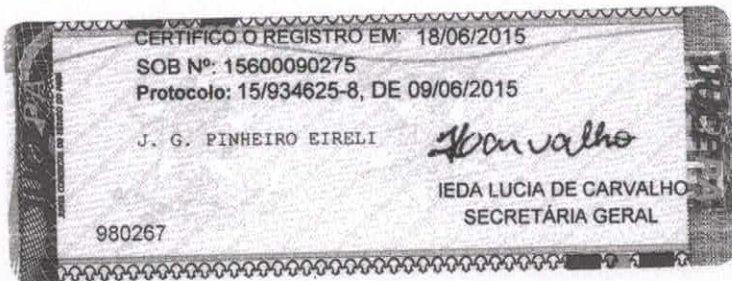 CERTIFICO O REGISTRO EM: 18/06/2015
SOB Nº: 15600090275
Protocolo: 15/934625-8, DE 09/06/2015
J. G. PINHEIRO EIRELI
IEDA LUCIA DE CARVALHO
SECRETÁRIA GERAL
980267
JUCEPA